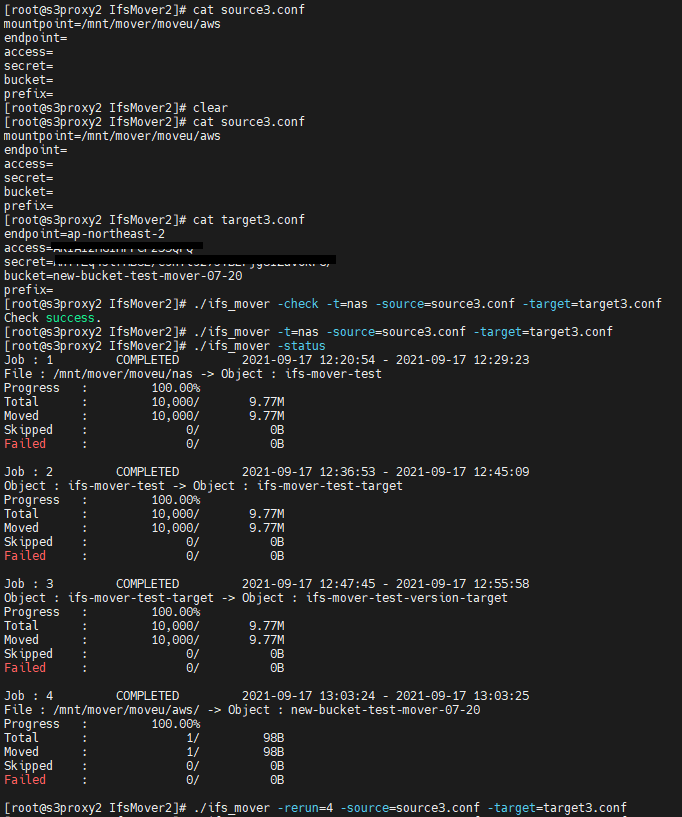 [root@s3proxy2 IfsMover2]# cat source3.conf
mountpoint=/mnt/mover/moveu/aws
endpoint=
access=
secret=
bucket=
prefix=
[root@s3proxy2 IfsMover2]# clear
[root@s3proxy2 IfsMover2]# cat source3.conf
mountpoint=/mnt/mover/moveu/aws
endpoint=
access=
secret=
bucket=
prefix=
[root@s3proxy2 IfsMover2]# cat target3.conf
endpoint=ap-northeast-2
access=
secret=
bucket=new-bucket-test-mover-07-20
prefix=
[root@s3proxy2 IfsMover2]# ./ifs_mover -check -t=nas -source=source3.conf -target=target3.conf
Check success.
[root@s3proxy2 IfsMover2]# ./ifs_mover -t=nas -source=source3.conf -target=target3.conf
[root@s3proxy2 IfsMover2]# ./ifs_mover -status
Job : 1 COMPLETED 2021-09-17 12:20:54 - 2021-09-17 12:29:23
File : /mnt/mover/moveu/nas -> Object : ifs-mover-test
Progress : 100.00%
Total : 10,000/ 9.77M
Moved : 10,000/ 9.77M
Skipped : 0/ 0B
Failed : 0/ 0B
Job : 2 COMPLETED 2021-09-17 12:36:53 - 2021-09-17 12:45:09
Object : ifs-mover-test -> Object : ifs-mover-test-target
Progress : 100.00%
Total : 10,000/ 9.77M
Moved : 10,000/ 9.77M
Skipped : 0/ 0B
Failed : 0/ 0B
Job : 3 COMPLETED 2021-09-17 12:47:45 - 2021-09-17 12:55:58
Object : ifs-mover-test-target -> Object : ifs-mover-test-version-target
Progress : 100.00%
Total : 10,000/ 9.77M
Moved : 10,000/ 9.77M
Skipped : 0/ 0B
Failed : 0/ 0B
Job : 4 COMPLETED 2021-09-17 13:03:24 - 2021-09-17 13:03:25
File : /mnt/mover/moveu/aws/ -> Object : new-bucket-test-mover-07-20
Progress : 100.00%
Total : 1/ 98B
Moved : 1/ 98B
Skipped : 0/ 0B
Failed : 0/ 0B
[root@s3proxy2 IfsMover2]# ./ifs_mover -rerun=4 -source=source3.conf -target=target3.conf